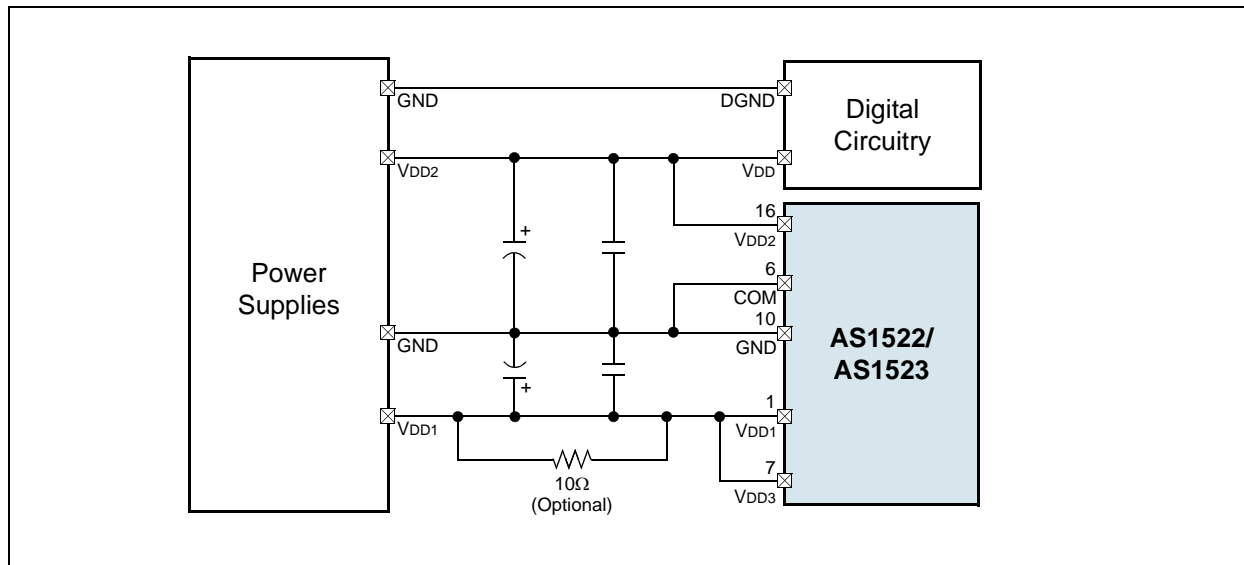 GND
DGND
Digital
Circuitry
VDD2
VDD
16
VDD2
+
6
COM
Power
Supplies
10
GND
GND
AS1522/
AS1523
+
1
VDD1
VDD1
7
VDD3
10Ω
(Optional)